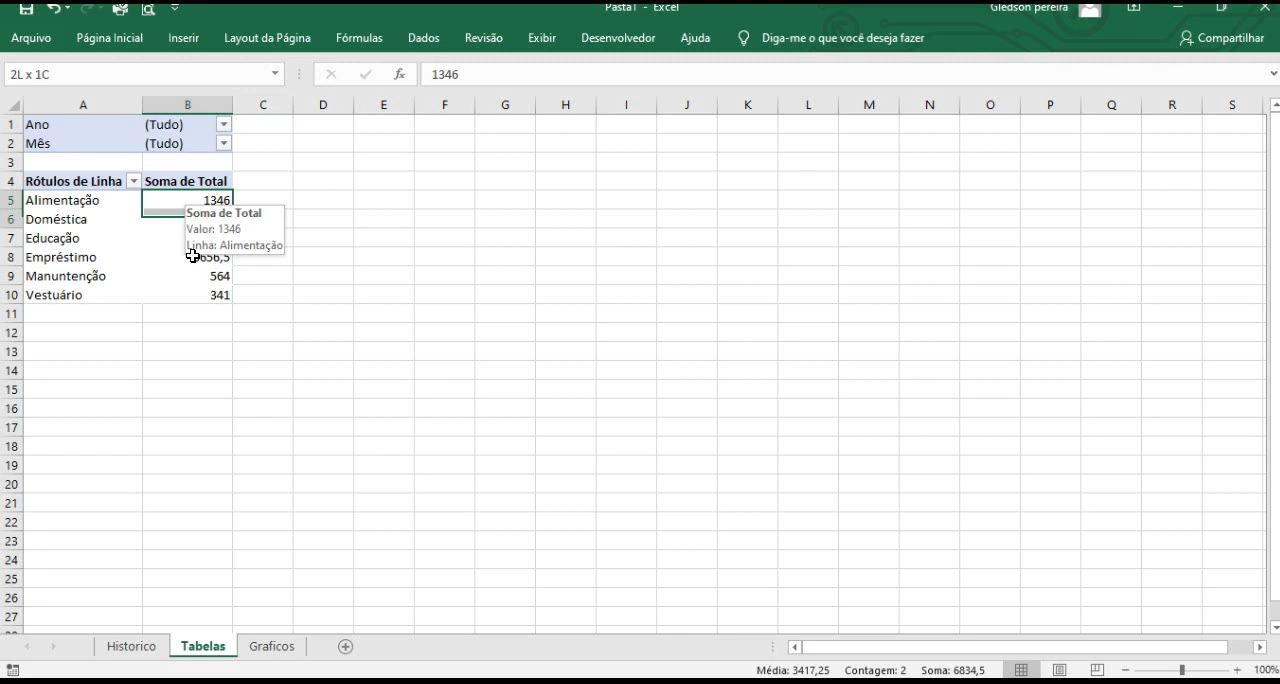 Pasta1 - Excel
Gledson pereira
Arquivo Página Inicial Inserir Layout da Página Fórmulas Dados Revisão Exibir Desenvolvedor Ajuda Diga-me o que você deseja fazer Compartilhar
2L x 1C fx 1346
A B C D E F G H I J K L M N O P Q R S
1 Ano (Tudo)
2 Mês (Tudo)
3
4 Rótulos de Linha Soma de Total
5 Alimentação 1346
6 Doméstica
Soma de Total
Valor: 1346
Linha: Alimentação
7 Educação
8 Empréstimo 656,5
9 Manuntenção 564
10 Vestuário 341
11
12
13
14
15
16
17
18
19
20
21
22
23
24
25
26
27
Historico Tabelas Graficos
Média: 3417,25 Contagem: 2 Soma: 6834,5 100%